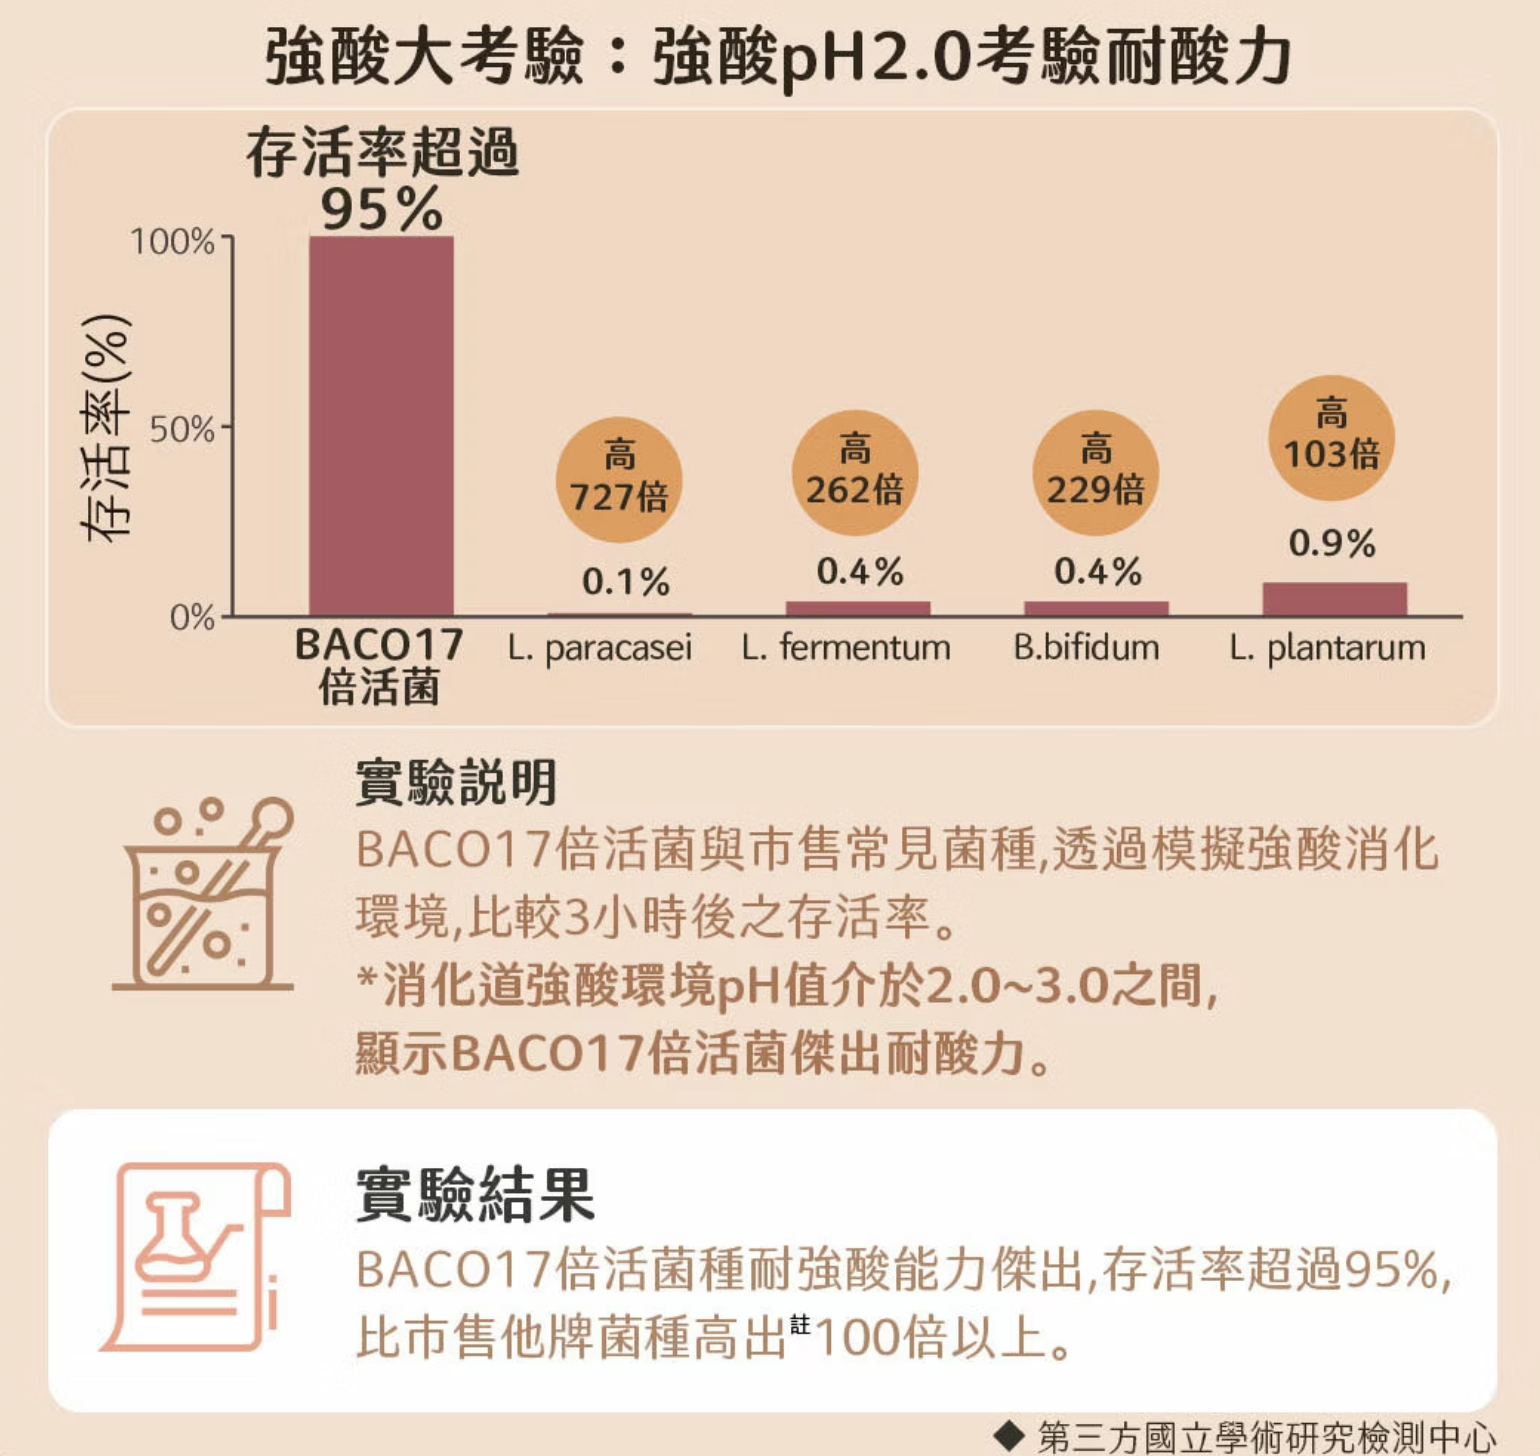 強酸大考驗：強酸pH2.0考驗耐酸力
存活率超過
95%
存活率(%)
100%
50%
0%
高
727倍
高
262倍
高
229倍
高
103倍
0.1%
0.4%
0.4%
0.9%
BACO17
倍活菌
L. paracasei
L. fermentum
B.bifidum
L. plantarum
實驗説明
BACO17倍活菌與市售常見菌種,透過模擬強酸消化
環境,比較3小時後之存活率。
*消化道強酸環境pH值介於2.0~3.0之間,
顯示BACO17倍活菌傑出耐酸力。
實驗結果
BACO17倍活菌種耐強酸能力傑出,存活率超過95%,
比市售他牌菌種高出註100倍以上。
◆ 第三方國立學術研究檢測中心